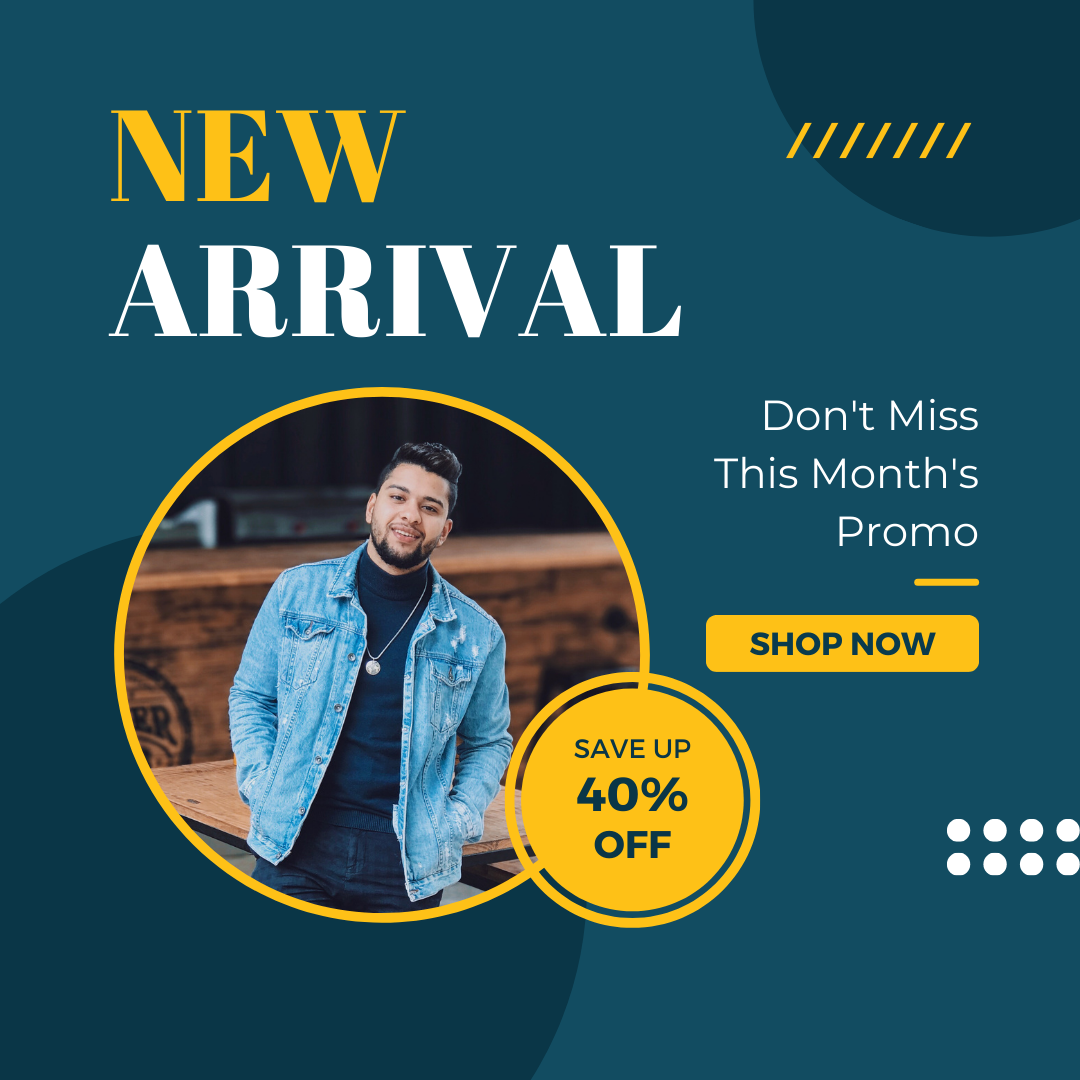 NEW
ARRIVAL
Don't Miss
This Month's
Promo
SHOP NOW
SAVE UP
40%
OFF